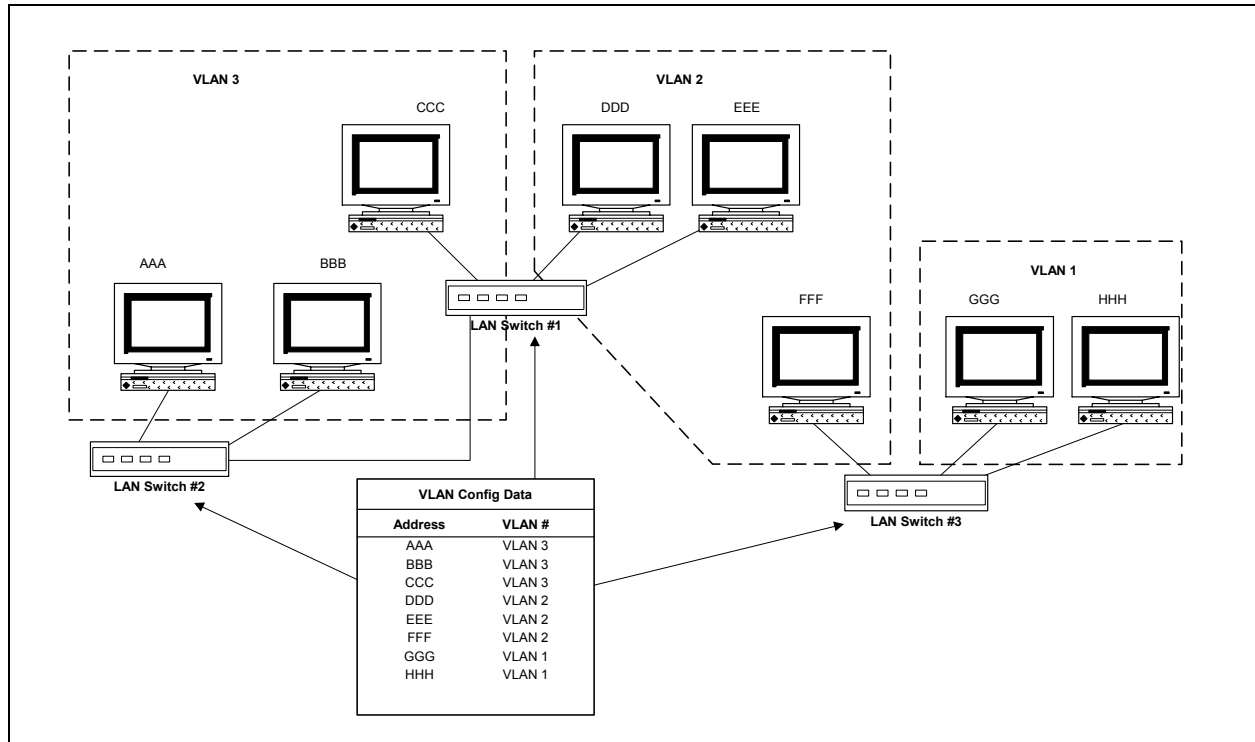 VLAN 3
VLAN 2
CCC
DDD
EEE
AAA
BBB
VLAN 1
FFF
GGG
HHH
LAN Switch #1
LAN Switch #2
LAN Switch #3
VLAN Config Data
Address VLAN #
AAA VLAN 3
BBB VLAN 3
CCC VLAN 3
DDD VLAN 2
EEE VLAN 2
FFF VLAN 2
GGG VLAN 1
HHH VLAN 1